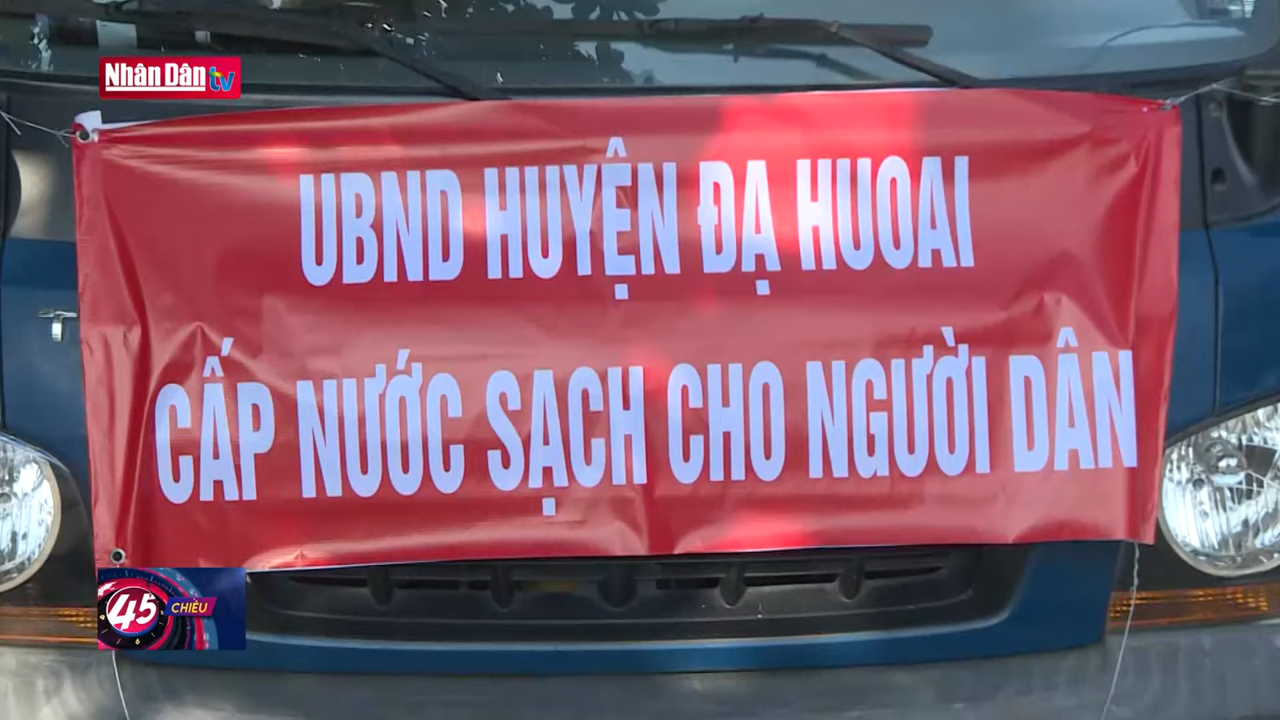 Nhân Dân tv
UBND HUYỆN ĐẠ HUOAI
CẤP NƯỚC SẠCH CHO NGƯỜI DÂN
45 CHIỀU